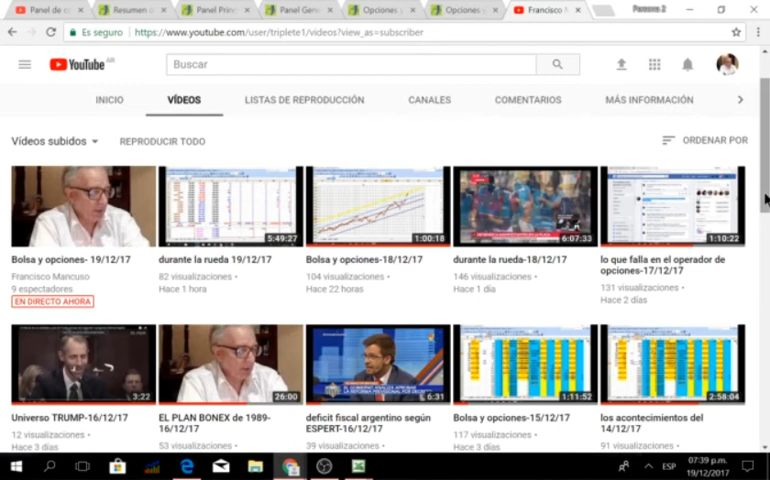 Panel de co
Resumen o
Panel Princ
Panel Gene
Opciones y
Opciones y
Francisco M
Persona 2
Es seguro
https://www.youtube.com/user/triplete1/videos?view_as=subscriber
YouTube AR
Buscar
INICIO VÍDEOS LISTAS DE REPRODUCCIÓN CANALES COMENTARIOS MÁS INFORMACIÓN
Vídeos subidos REPRODUCIR TODO ORDENAR POR
5:49:27
1:00:18
6:07:33
1:10:22
Bolsa y opciones- 19/12/17
Francisco Mancuso
9 espectadores
EN DIRECTO AHORA
durante la rueda 19/12/17
82 visualizaciones •
Hace 1 hora
Bolsa y opciones-18/12/17
104 visualizaciones •
Hace 22 horas
durante la rueda-18/12/17
146 visualizaciones •
Hace 1 día
lo que falla en el operador de
opciones-17/12/17
131 visualizaciones •
Hace 2 días
3:22
26:00
6:31
1:11:52
2:58:04
Universo TRUMP-16/12/17
12 visualizaciones •
Hace 3 días
EL PLAN BONEX de 1989-
16/12/17
53 visualizaciones •
deficit fiscal argentino según
ESPERT-16/12/17
39 visualizaciones •
Bolsa y opciones-15/12/17
117 visualizaciones •
Hace 3 días
los acontecimientos del
14/12/17
91 visualizaciones •
ESP
07:39 p.m.
19/12/2017